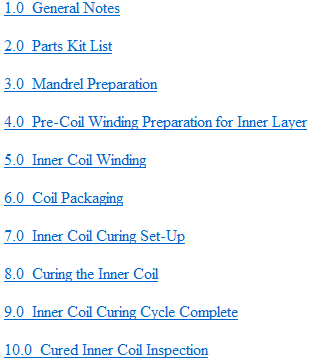 1.0 General Notes
2.0 Parts Kit List
3.0 Mandrel Preparation
4.0 Pre-Coil Winding Preparation for Inner Layer
5.0 Inner Coil Winding
6.0 Coil Packaging
7.0 Inner Coil Curing Set-Up
8.0 Curing the Inner Coil
9.0 Inner Coil Curing Cycle Complete
10.0 Cured Inner Coil Inspection